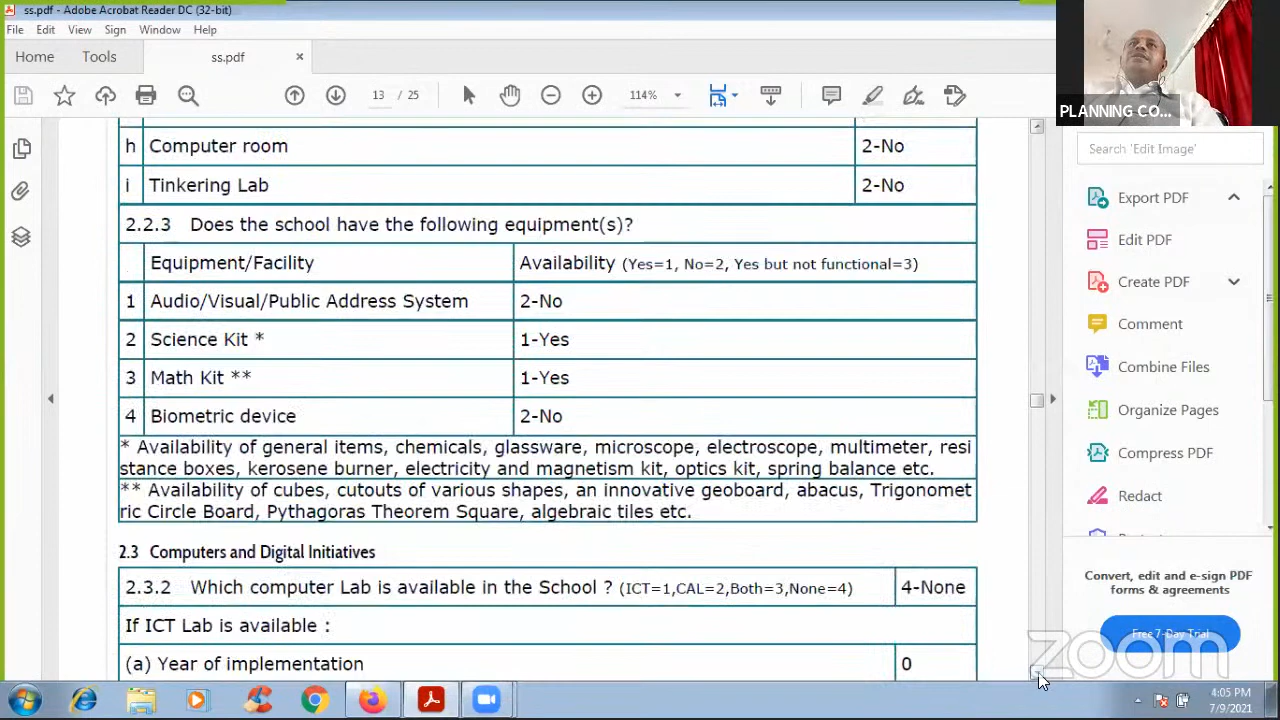 ss.pdf - Adobe Acrobat Reader DC (32-bit)
File Edit View Sign Window Help
Home Tools ss.pdf ×
13 / 25 114%
PLANNING CO...
h Computer room 2-No
i Tinkering Lab 2-No
2.2.3 Does the school have the following equipment(s)?
Equipment/Facility Availability (Yes=1, No=2, Yes but not functional=3)
1 Audio/Visual/Public Address System 2-No
2 Science Kit * 1-Yes
3 Math Kit ** 1-Yes
4 Biometric device 2-No
* Availability of general items, chemicals, glassware, microscope, electroscope, multimeter, resi
stance boxes, kerosene burner, electricity and magnetism kit, optics kit, spring balance etc.
** Availability of cubes, cutouts of various shapes, an innovative geoboard, abacus, Trigonomet
ric Circle Board, Pythagoras Theorem Square, algebraic tiles etc.
2.3 Computers and Digital Initiatives
2.3.2 Which computer Lab is available in the School ? (ICT=1,CAL=2,Both=3,None=4) 4-None
If ICT Lab is available :
(a) Year of implementation 0
Search 'Edit Image'
Export PDF
Edit PDF
Create PDF
Comment
Combine Files
Organize Pages
Compress PDF
Redact
Convert, edit and e-sign PDF
forms & agreements
Free 7-Day Trial
zoom
4:05 PM
7/9/2021